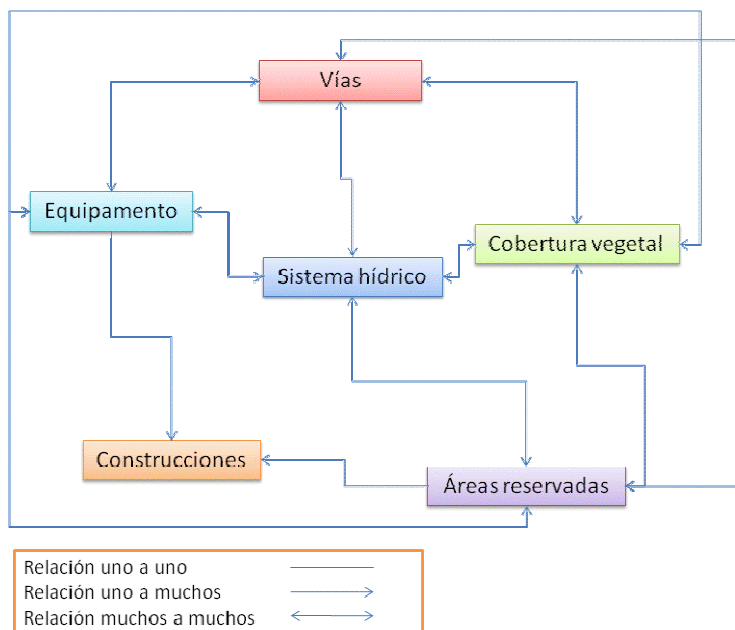 Vías
Equipamento
Cobertura vegetal
Sistema hídrico
Construcciones
Áreas reservadas
Relación uno a uno
Relación uno a muchos
Relación muchos a muchos